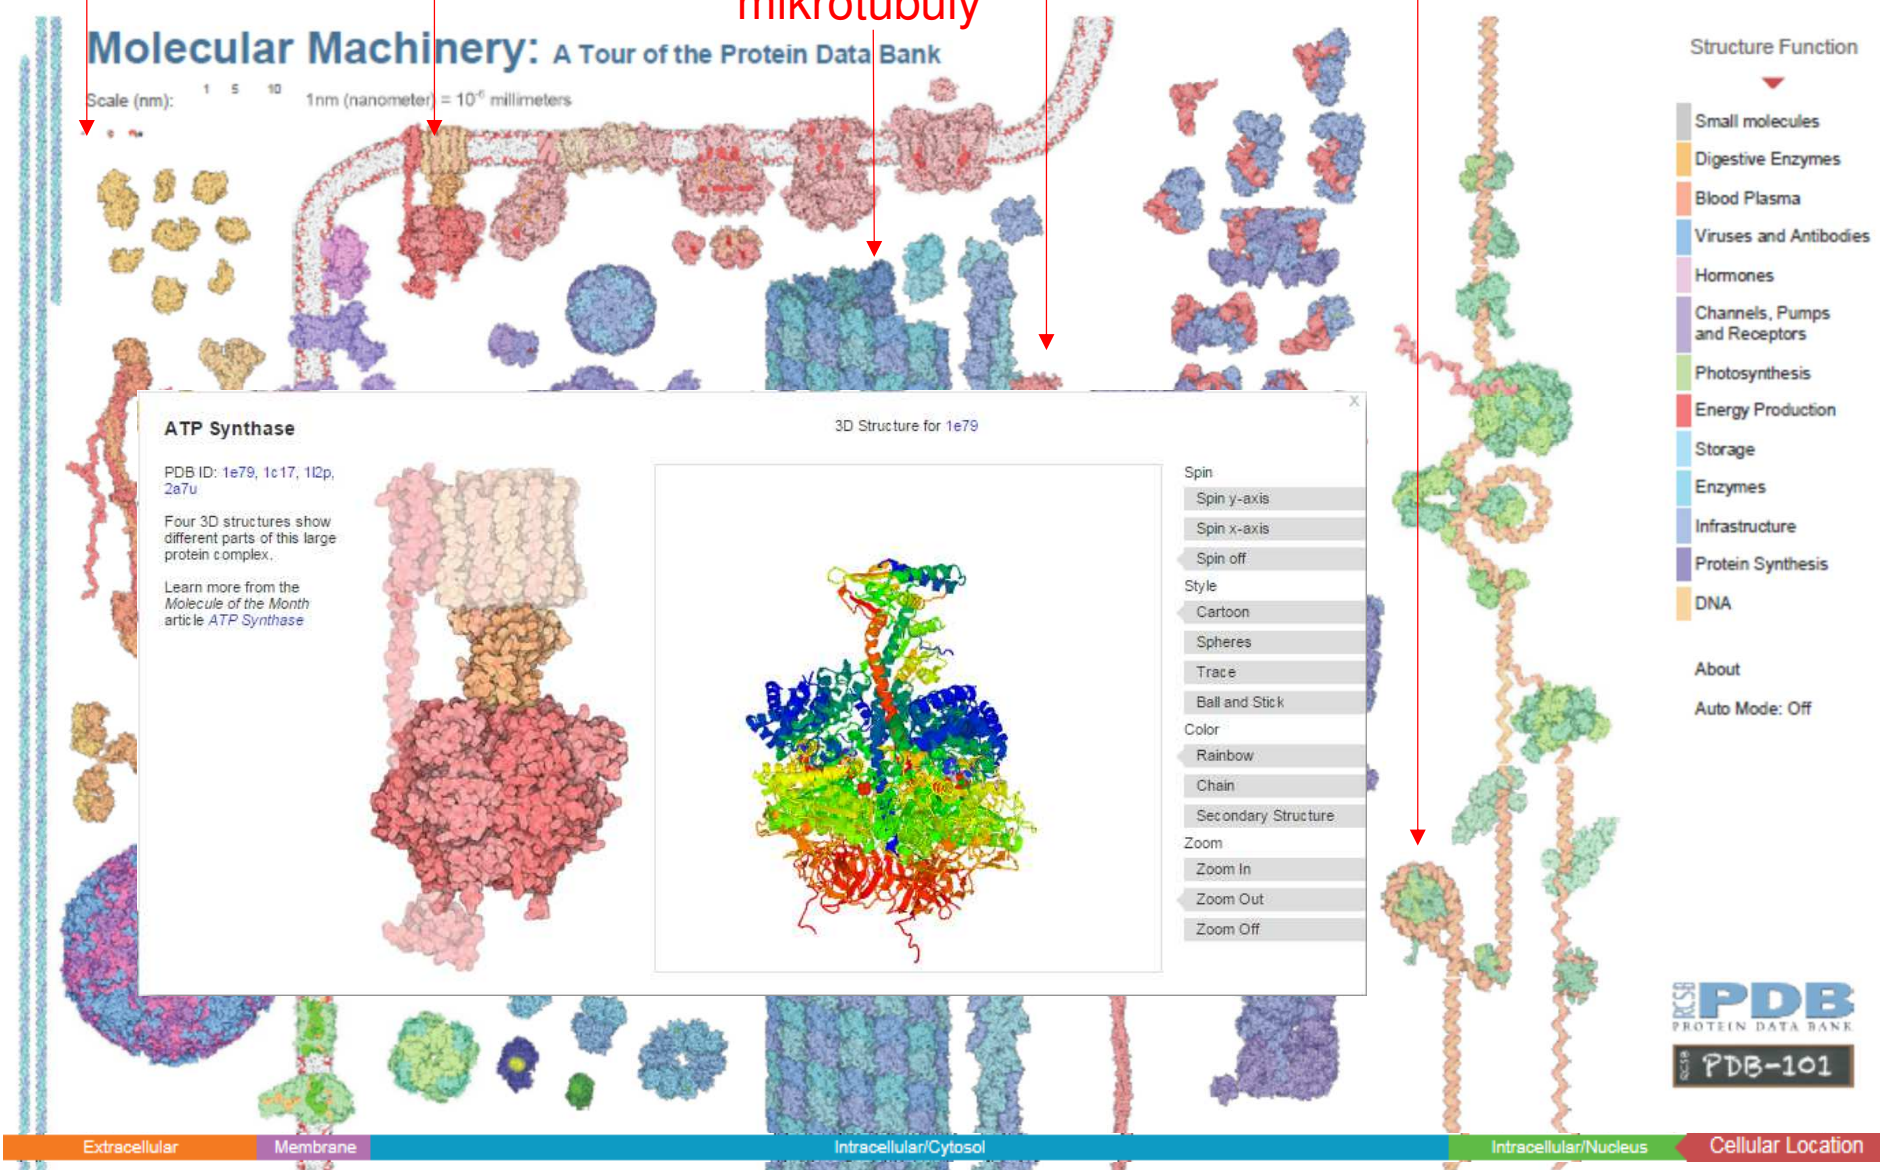 mikrotubuly
Molecular Machinery: A Tour of the Protein Data Bank
Scale (nm): 1 5 10 1nm (nanometer) = 10⁻⁶ millimeters
Structure Function
Small molecules
Digestive Enzymes
Blood Plasma
Viruses and Antibodies
Hormones
Channels, Pumps
and Receptors
Photosynthesis
Energy Production
Storage
Enzymes
Infrastructure
Protein Synthesis
DNA
About
Auto Mode: Off
X
ATP Synthase
PDB ID: 1e79, 1c17, 1l2p,
2a7u
Four 3D structures show
different parts of this large
protein complex.
Learn more from the
Molecule of the Month
article ATP Synthase
3D Structure for 1e79
Spin
Spin y-axis
Spin x-axis
Spin off
Style
Cartoon
Spheres
Trace
Ball and Stick
Color
Rainbow
Chain
Secondary Structure
Zoom
Zoom In
Zoom Out
Zoom Off
RCSB PDB
PROTEIN DATA BANK
RCSB PDB-101
Extracellular Membrane Intracellular/Cytosol Intracellular/Nucleus Cellular Location